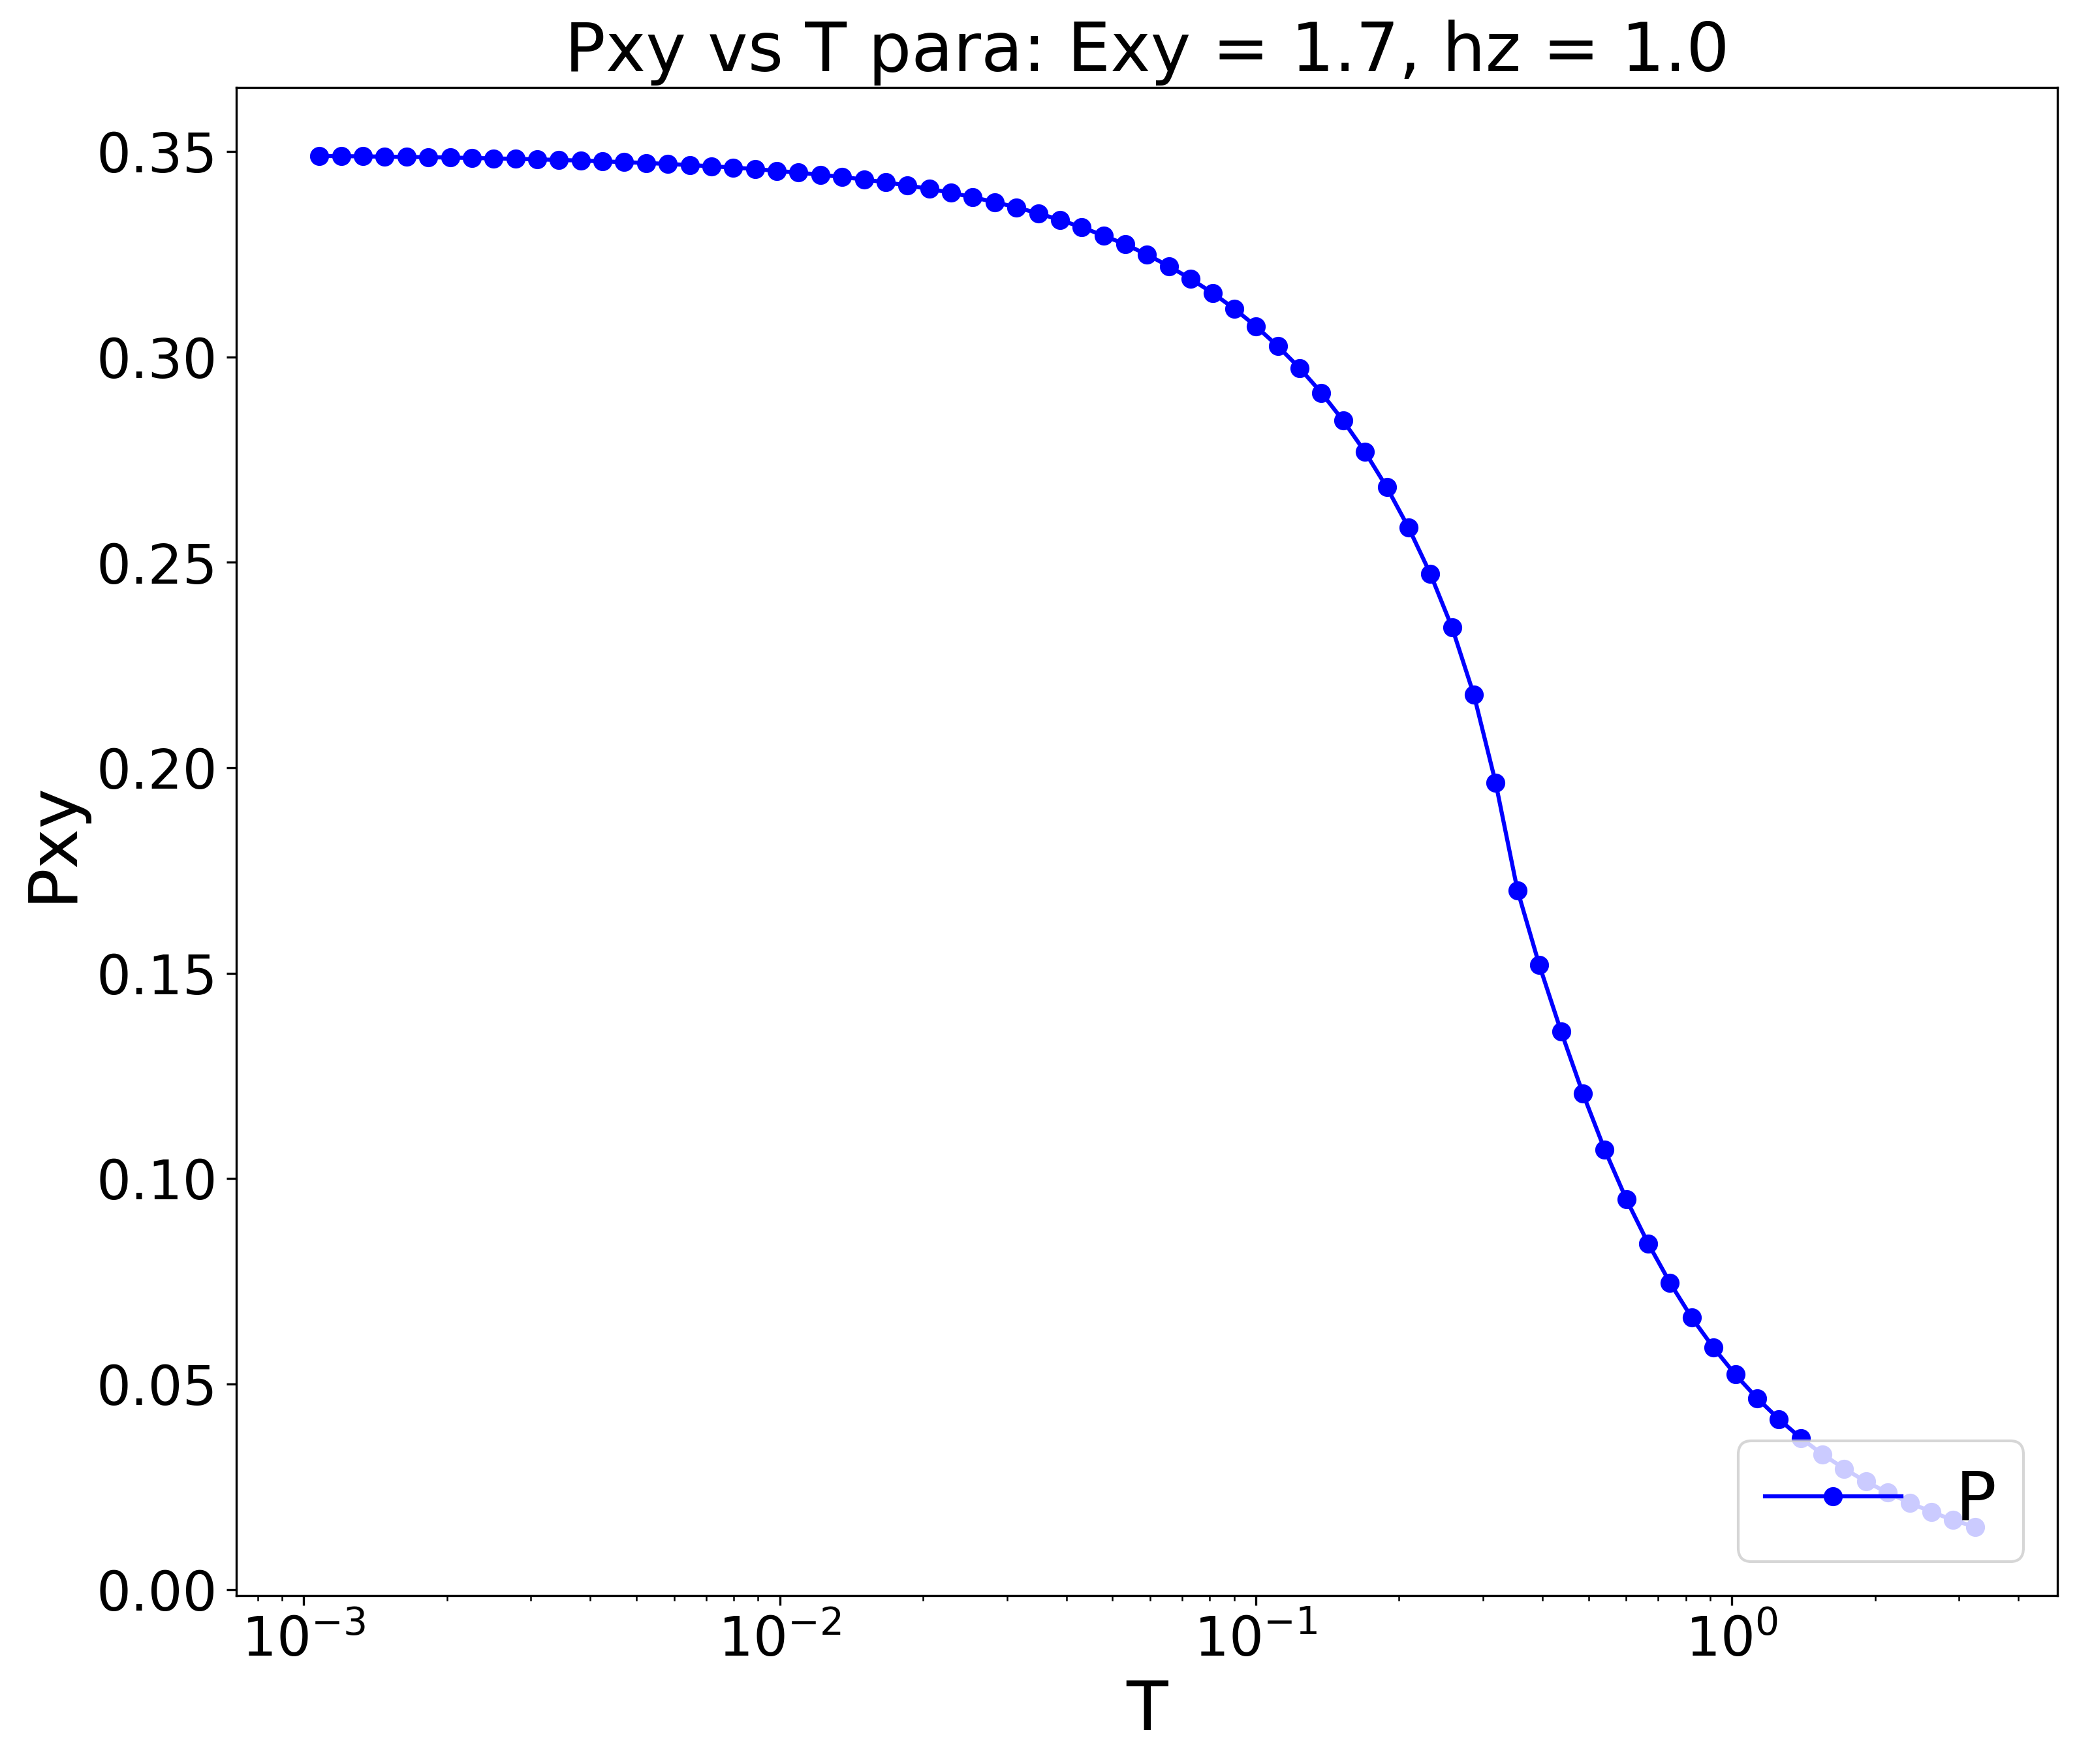 Pxy vs T para: Exy = 1.7, hz = 1.0
0.35
0.30
0.25
0.20
0.15
0.10
0.05
0.00
Pxy
P
10⁻³ 10⁻² 10⁻¹ 10⁰
T